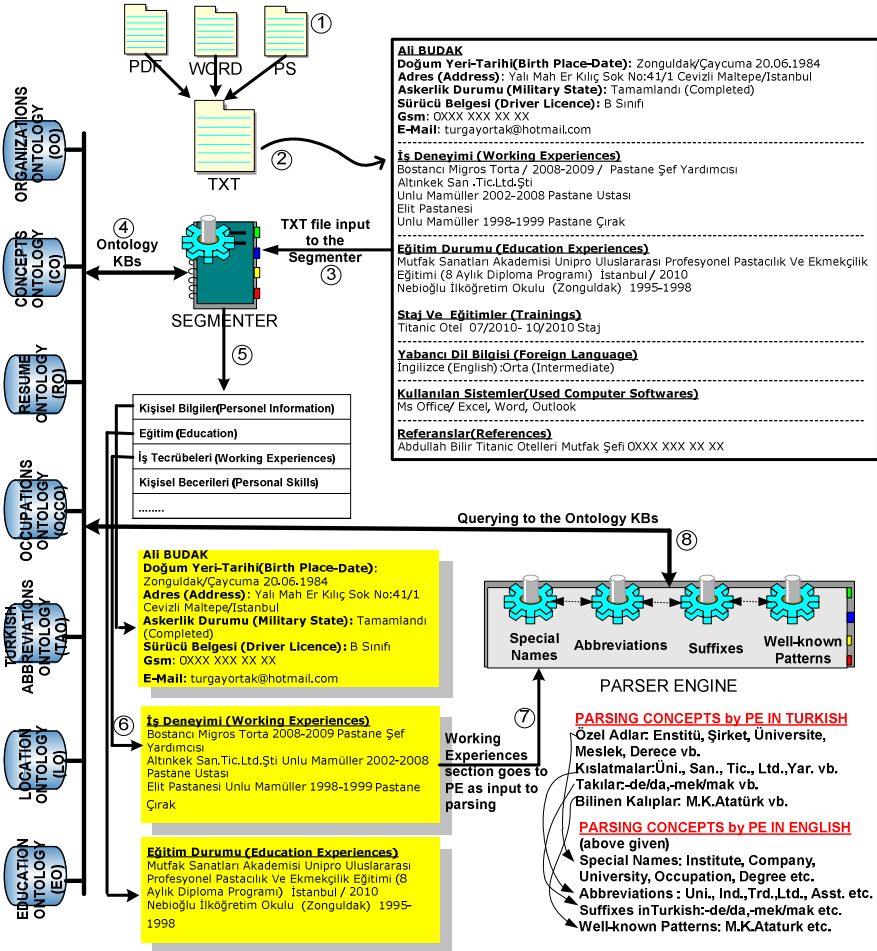 ①
PDF
WORD
PS
②
TXT
Ali BUDAK
Doğum Yeri-Tarihi(Birth Place-Date): Zonguldak/Çaycuma 20.06.1984
Adres (Address): Yalı Mah Er Kılıç Sok No:41/1 Cevizli Maltepe/Istanbul
Askerlik Durumu (Military State): Tamamlandı (Completed)
Sürücü Belgesi (Driver Licence): B Sınıfı
Gsm: 0XXX XXX XX XX
E-Mail: turgayortak@hotmail.com
İş Deneyimi (Working Experiences)
Bostancı Migros Torta / 2008-2009 / Pastane Şef Yardımcısı
Altınkek San .Tic.Ltd.Şti
Unlu Mamüller 2002-2008 Pastane Ustası
Elit Pastanesi
Unlu Mamüller 1998-1999 Pastane Çırak
Eğitim Durumu (Education Experiences)
Mutfak Sanatları Akademisi Unipro Uluslararası Profesyonel Pastacılık Ve Ekmekçilik
Eğitimi (8 Aylık Diploma Programı) İstanbul / 2010
Nebioğlu İlköğretim Okulu (Zonguldak) 1995-1998
Staj Ve Eğitimler (Trainings)
Titanic Otel 07/2010- 10/2010 Staj
Yabancı Dil Bilgisi (Foreign Language)
İngilizce (English):Orta (Intermediate)
Kullanılan Sistemler(Used Computer Softwares)
Ms Office/ Excel, Word, Outlook
Referanslar(References)
Abdullah Bilir Titanic Otelleri Mutfak Şefi 0XXX XXX XX XX
ORGANIZATIONS
ONTOLOGY
(OO)
CONCEPTS
ONTOLOGY
(CO)
RESUME
ONTOLOGY
(RO)
OCCUPATIONS
ONTOLOGY
(OCCO)
TURKISH
ABBREVIATIONS
ONTOLOGY
(TAO)
LOCATION
ONTOLOGY
(LO)
EDUCATION
ONTOLOGY
(EO)
④
Ontology
KBs
TXT file input
to the
Segmenter
③
SEGMENTER
⑤
Kişisel Bilgiler(Personel Information)
Eğitim (Education)
İş Tecrübeleri (Working Experiences)
Kişisel Becerileri (Personal Skills)
........
Querying to the Ontology KBs
⑧
Ali BUDAK
Doğum Yeri-Tarihi(Birth Place-Date):
Zonguldak/Çaycuma 20.06.1984
Adres (Address): Yalı Mah Er Kılıç Sok No:41/1
Cevizli Maltepe/Istanbul
Askerlik Durumu (Military State): Tamamlandı
(Completed)
Sürücü Belgesi (Driver Licence): B Sınıfı
Gsm: 0XXX XXX XX XX
E-Mail: turgayortak@hotmail.com
⑥
İş Deneyimi (Working Experiences)
Bostancı Migros Torta 2008-2009 Pastane Şef
Yardımcısı
Altınkek San.Tic.Ltd.Şti Unlu Mamüller 2002-2008
Pastane Ustası
Elit Pastanesi Unlu Mamüller 1998-1999 Pastane
Çırak
Eğitim Durumu (Education Experiences)
Mutfak Sanatları Akademisi Unipro Uluslararası
Profesyonel Pastacılık Ve Ekmekçilik Eğitimi (8
Aylık Diploma Programı) İstanbul / 2010
Nebioğlu İlköğretim Okulu (Zonguldak) 1995-
1998
⑦
Working
Experiences
section goes to
PE as input to
parsing
Special
Names
Abbreviations
Suffixes
Well-known
Patterns
PARSER ENGINE
PARSING CONCEPTS by PE IN TURKISH
Özel Adlar: Enstitü, Şirket, Üniversite,
Meslek, Derece vb.
Kıslatmalar:Üni., San., Tic., Ltd.,Yar. vb.
Takılar:-de/da,-mek/mak vb.
Bilinen Kalıplar: M.K.Atatürk vb.
PARSING CONCEPTS by PE IN ENGLISH
(above given)
Special Names: Institute, Company,
University, Occupation, Degree etc.
Abbreviations : Uni., Ind.,Trd.,Ltd., Asst. etc.
Suffixes inTurkish:-de/da,-mek/mak etc.
Well-known Patterns: M.K.Ataturk etc.